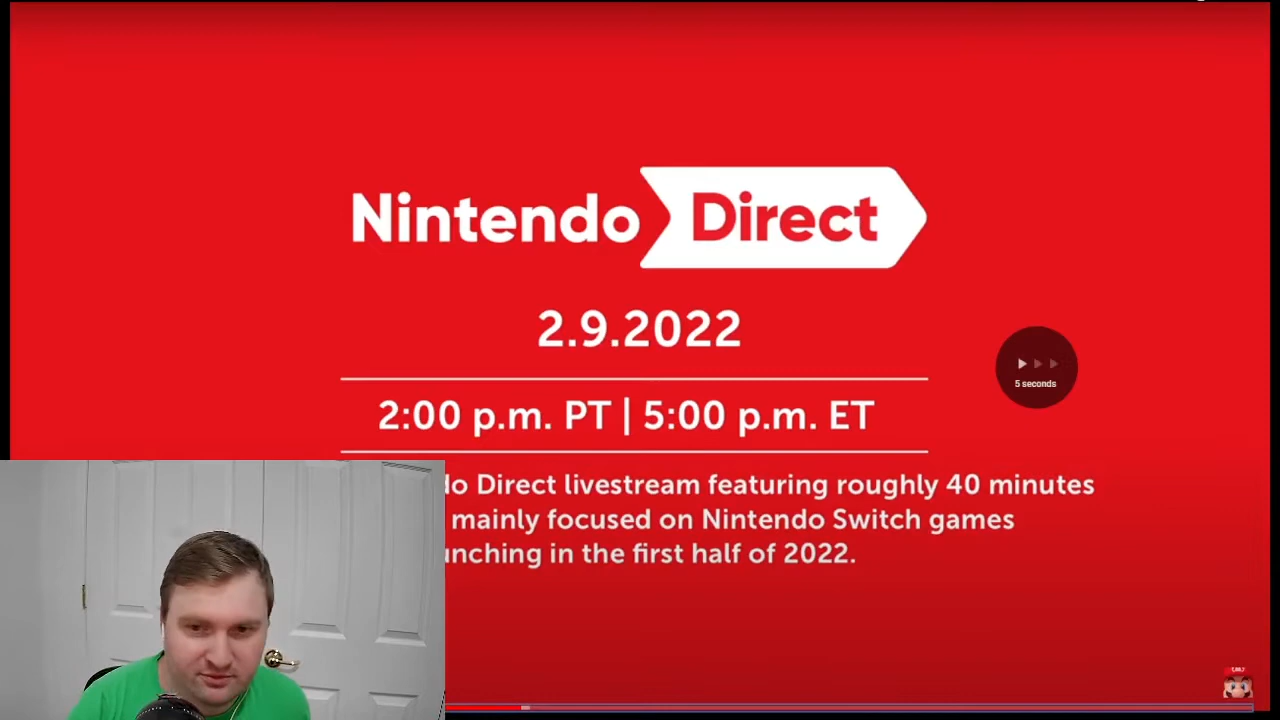 Nintendo Direct
2.9.2022
2:00 p.m. PT | 5:00 p.m. ET
5 seconds
do Direct livestream featuring roughly 40 minutes
mainly focused on Nintendo Switch games
unching in the first half of 2022.